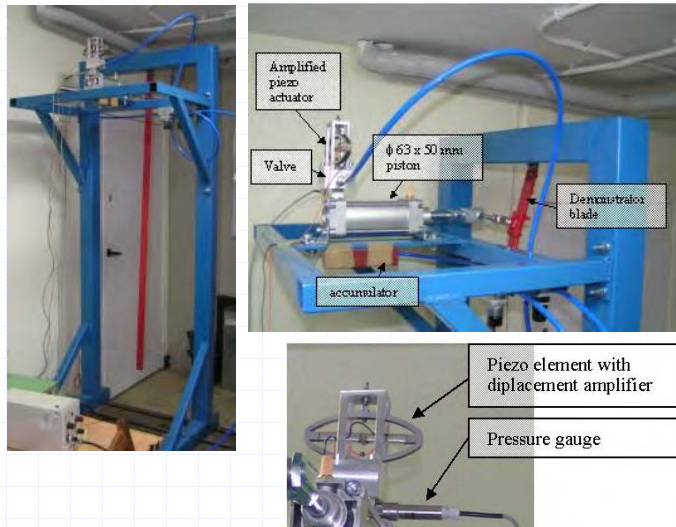 Amplified
piezo
actuator
Valve
ϕ 63 x 50 mm
piston
Demonstrator
blade
accumulator
Piezo element with
diplacement amplifier
Pressure gauge